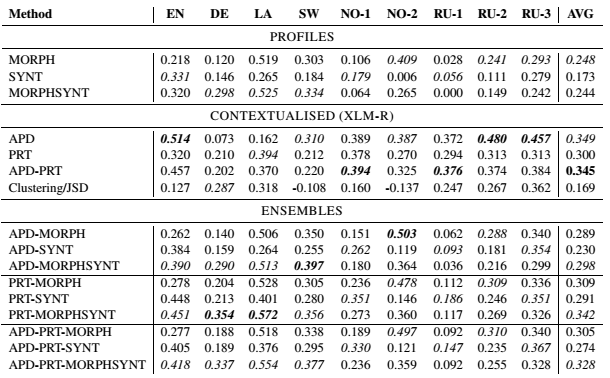 Method EN DE LA SW NO-1 NO-2 RU-1 RU-2 RU-3 AVG
PROFILES
MORPH 0.218 0.120 0.519 0.303 0.106 0.409 0.028 0.241 0.293 0.248
SYNT 0.331 0.146 0.265 0.184 0.179 0.006 0.056 0.111 0.279 0.173
MORPHSYNT 0.320 0.298 0.525 0.334 0.064 0.265 0.000 0.149 0.242 0.244
CONTEXTUALISED (XLM-R)
APD 0.514 0.073 0.162 0.310 0.389 0.387 0.372 0.480 0.457 0.349
PRT 0.320 0.210 0.394 0.212 0.378 0.270 0.294 0.313 0.313 0.300
APD-PRT 0.457 0.202 0.370 0.220 0.394 0.325 0.376 0.374 0.384 0.345
Clustering/JSD 0.127 0.287 0.318 -0.108 0.160 -0.137 0.247 0.267 0.362 0.169
ENSEMBLES
APD-MORPH 0.262 0.140 0.506 0.350 0.151 0.503 0.062 0.288 0.340 0.289
APD-SYNT 0.384 0.159 0.264 0.255 0.262 0.119 0.093 0.181 0.354 0.230
APD-MORPHSYNT 0.390 0.290 0.513 0.397 0.180 0.364 0.036 0.216 0.299 0.298
PRT-MORPH 0.278 0.204 0.528 0.305 0.236 0.478 0.112 0.309 0.336 0.309
PRT-SYNT 0.448 0.213 0.401 0.280 0.351 0.146 0.186 0.246 0.351 0.291
PRT-MORPHSYNT 0.451 0.354 0.572 0.356 0.273 0.360 0.117 0.269 0.326 0.342
APD-PRT-MORPH 0.277 0.188 0.518 0.338 0.189 0.497 0.092 0.310 0.340 0.305
APD-PRT-SYNT 0.405 0.189 0.376 0.295 0.330 0.121 0.147 0.235 0.367 0.274
APD-PRT-MORPHSYNT 0.418 0.337 0.554 0.377 0.236 0.359 0.092 0.255 0.328 0.328